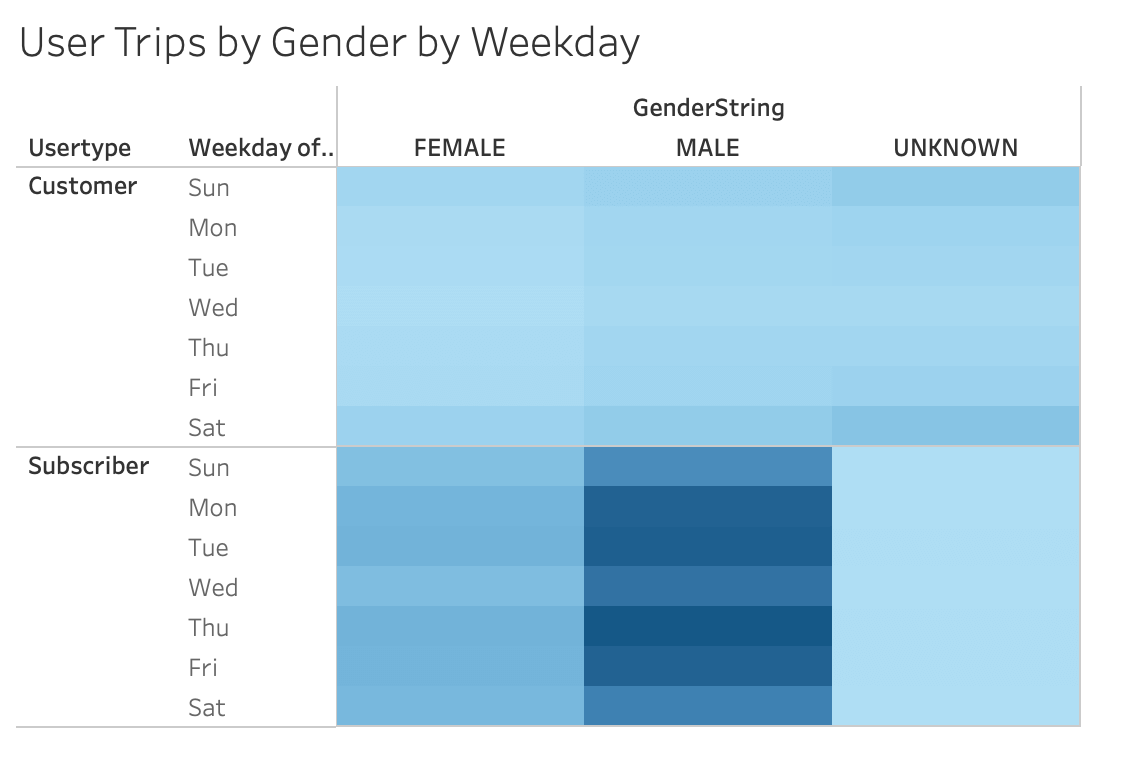 User Trips by Gender by Weekday
GenderString
Usertype Weekday of.. FEMALE MALE UNKNOWN
Customer Sun
Mon
Tue
Wed
Thu
Fri
Sat
Subscriber Sun
Mon
Tue
Wed
Thu
Fri
Sat